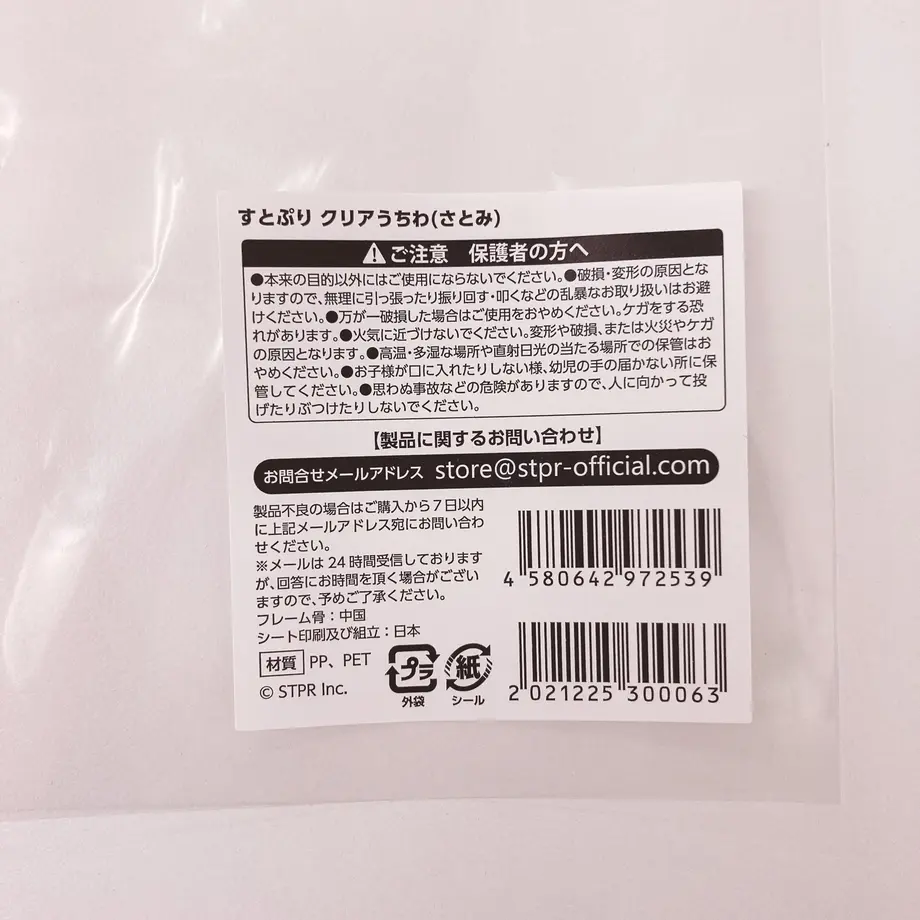 すとぷり クリアうちわ(さとみ)
⚠ご注意 保護者の方へ
●本来の目的以外にはご使用にならないでください。●破損・変形の原因とな
りますので、無理に引っ張ったり振り回す・叩くなどの乱暴なお取り扱いはお避
けください。●万が一破損した場合はご使用をおやめください。ケガをする恐
れがあります。●火気に近づけないでください。変形や破損、または火災やケガ
の原因となります。●高温・多湿な場所や直射日光の当たる場所での保管はお
やめください。●お子様が口に入れたりしない様、幼児の手の届かない所に保
管してください。●思わぬ事故などの危険がありますので、人に向かって投
げたりぶつけたりしないでください。
【製品に関するお問い合わせ】
お問合せメールアドレス store@stpr-official.com
製品不良の場合はご購入から7日以内
に上記メールアドレス宛にお問い合わ
せください。
※メールは24時間受信しております
が、回答にお時間を頂く場合がござい
ますので、予めご了承ください。
フレーム骨：中国
シート印刷及び組立：日本
材質 PP、PET
© STPR Inc.
プラ
外袋
紙
シール
4 580642 972539
2 021225 300063